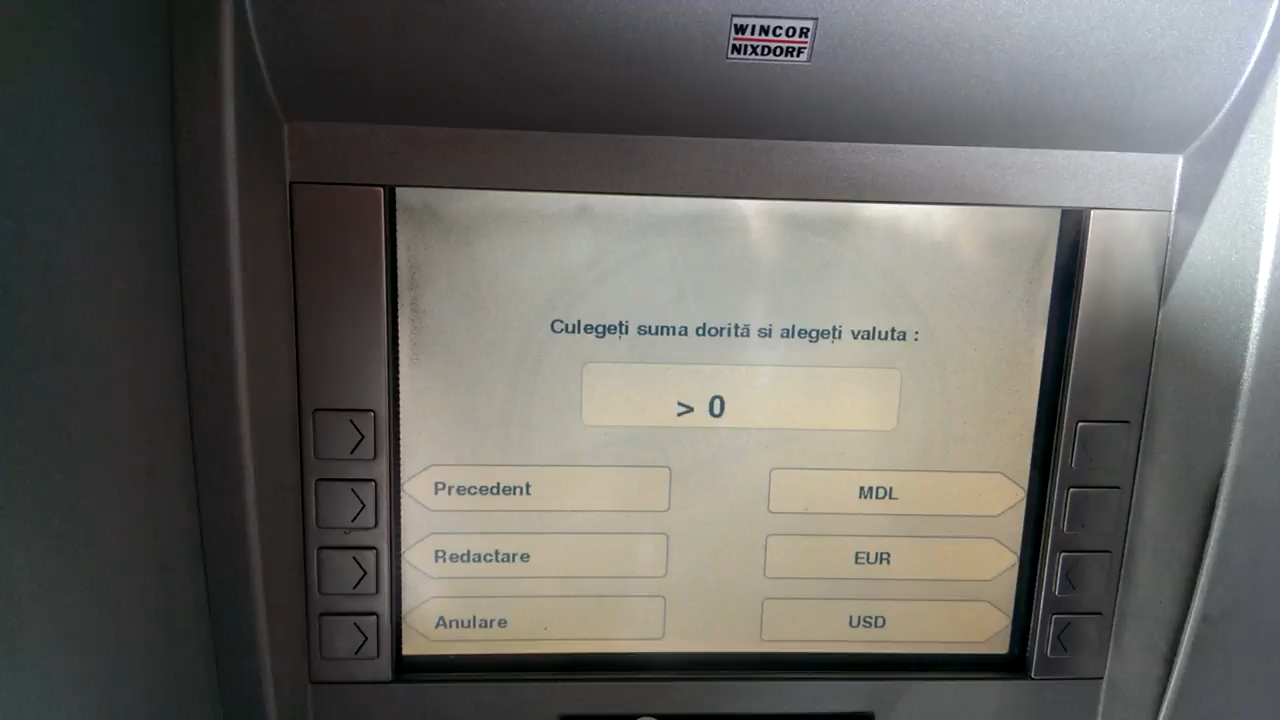 WINCOR
NIXDORF
Culegeți suma dorită si alegeți valuta :
> 0
Precedent
MDL
Redactare
EUR
Anulare
USD